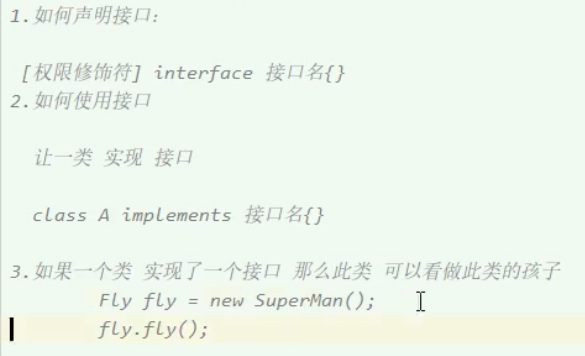 1.如何声明接口：
[权限修饰符] interface 接口名{}
2.如何使用接口
让一类 实现 接口
class A implements 接口名{}
3.如果一个类 实现了一个接口 那么此类 可以看做此类的孩子
Fly fly = new SuperMan();
fly.fly();